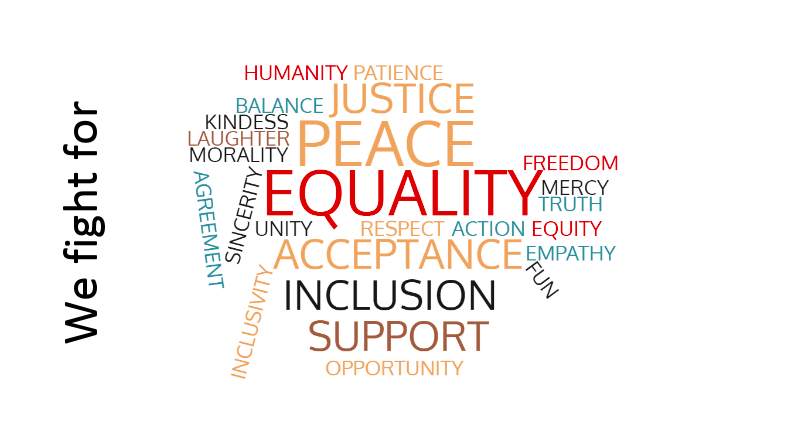 We fight for
HUMANITY PATIENCE
BALANCE JUSTICE
KINDESS
LAUGHTER PEACE
MORALITY
FREEDOM
AGREEMENT
SINCERITY
EQUALITY
MERCY
TRUTH
UNITY RESPECT ACTION EQUITY
ACCEPTANCE EMPATHY
FUN
INCLUSIVITY
INCLUSION
SUPPORT
OPPORTUNITY